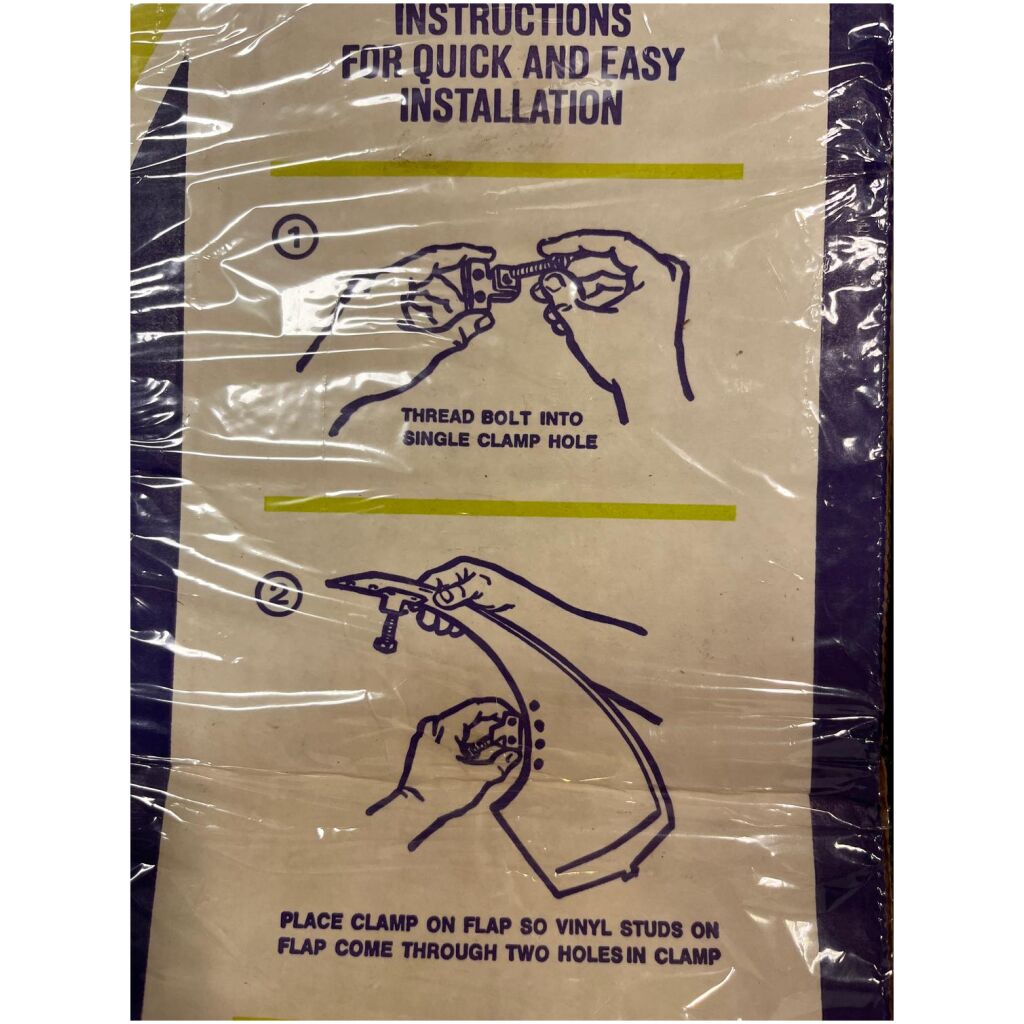 INSTRUCTIONS
FOR QUICK AND EASY
INSTALLATION
1
THREAD BOLT INTO
SINGLE CLAMP HOLE
2
PLACE CLAMP ON FLAP SO VINYL STUDS ON
FLAP COME THROUGH TWO HOLES IN CLAMP